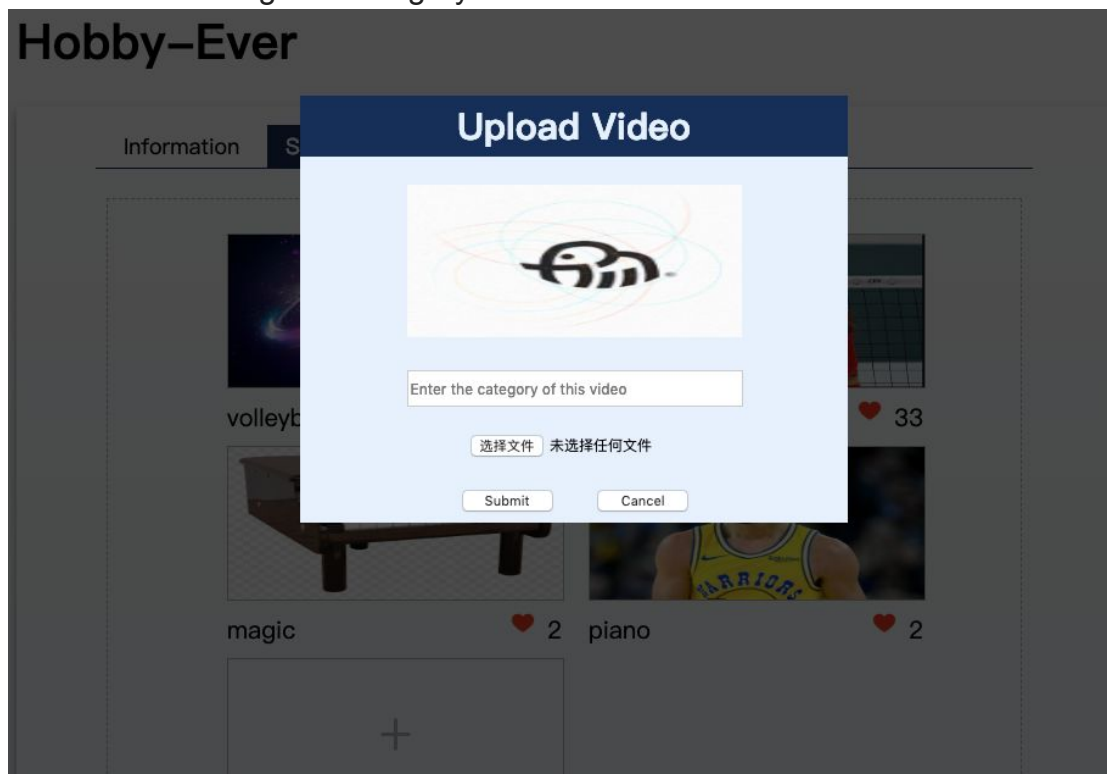 Hobby-Ever
Upload Video
Information
S
Enter the category of this video
volleyb
33
选择文件 未选择任何文件
Submit Cancel
WARRIORS
magic 2 piano 2
+